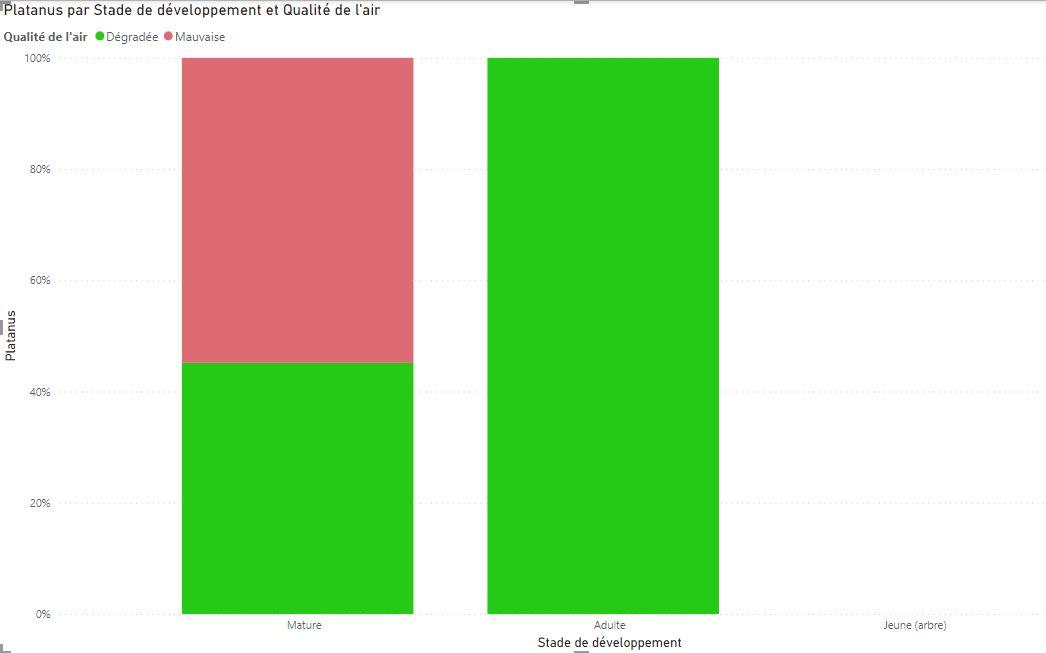 Platanus par Stade de développement et Qualité de l'air
Qualité de l'air Dégradée Mauvaise
100%
80%
60%
40%
20%
0%
Platanus
Mature Adulte Jeune (arbre)
Stade de développement